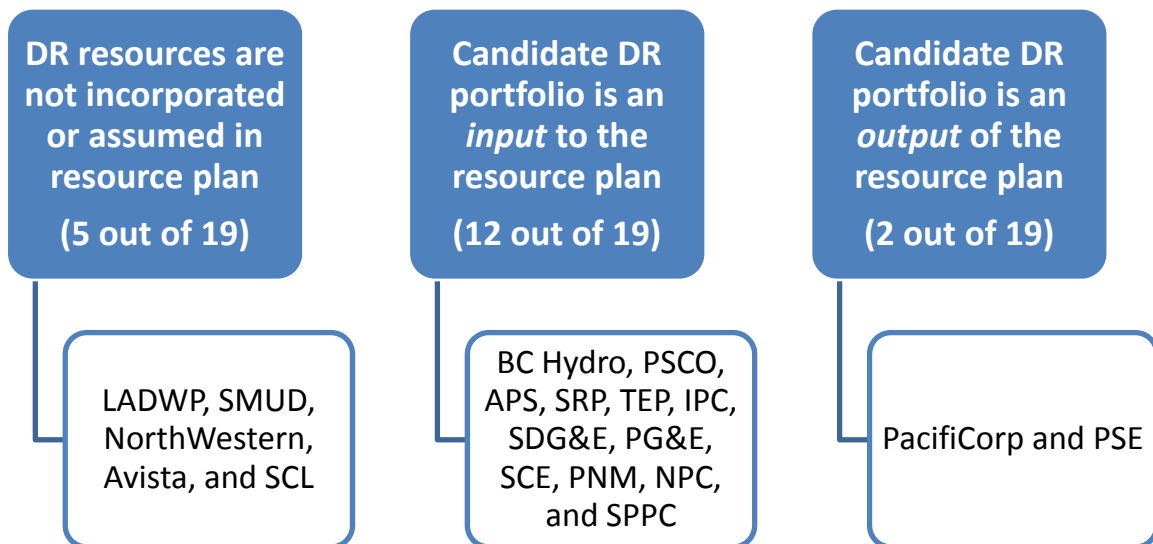 DR resources are
not incorporated
or assumed in
resource plan
(5 out of 19)
LADWP, SMUD,
NorthWestern,
Avista, and SCL
Candidate DR
portfolio is an
input to the
resource plan
(12 out of 19)
BC Hydro, PSCO,
APS, SRP, TEP, IPC,
SDG&E, PG&E,
SCE, PNM, NPC,
and SPPC
Candidate DR
portfolio is an
output of the
resource plan
(2 out of 19)
PacifiCorp and PSE